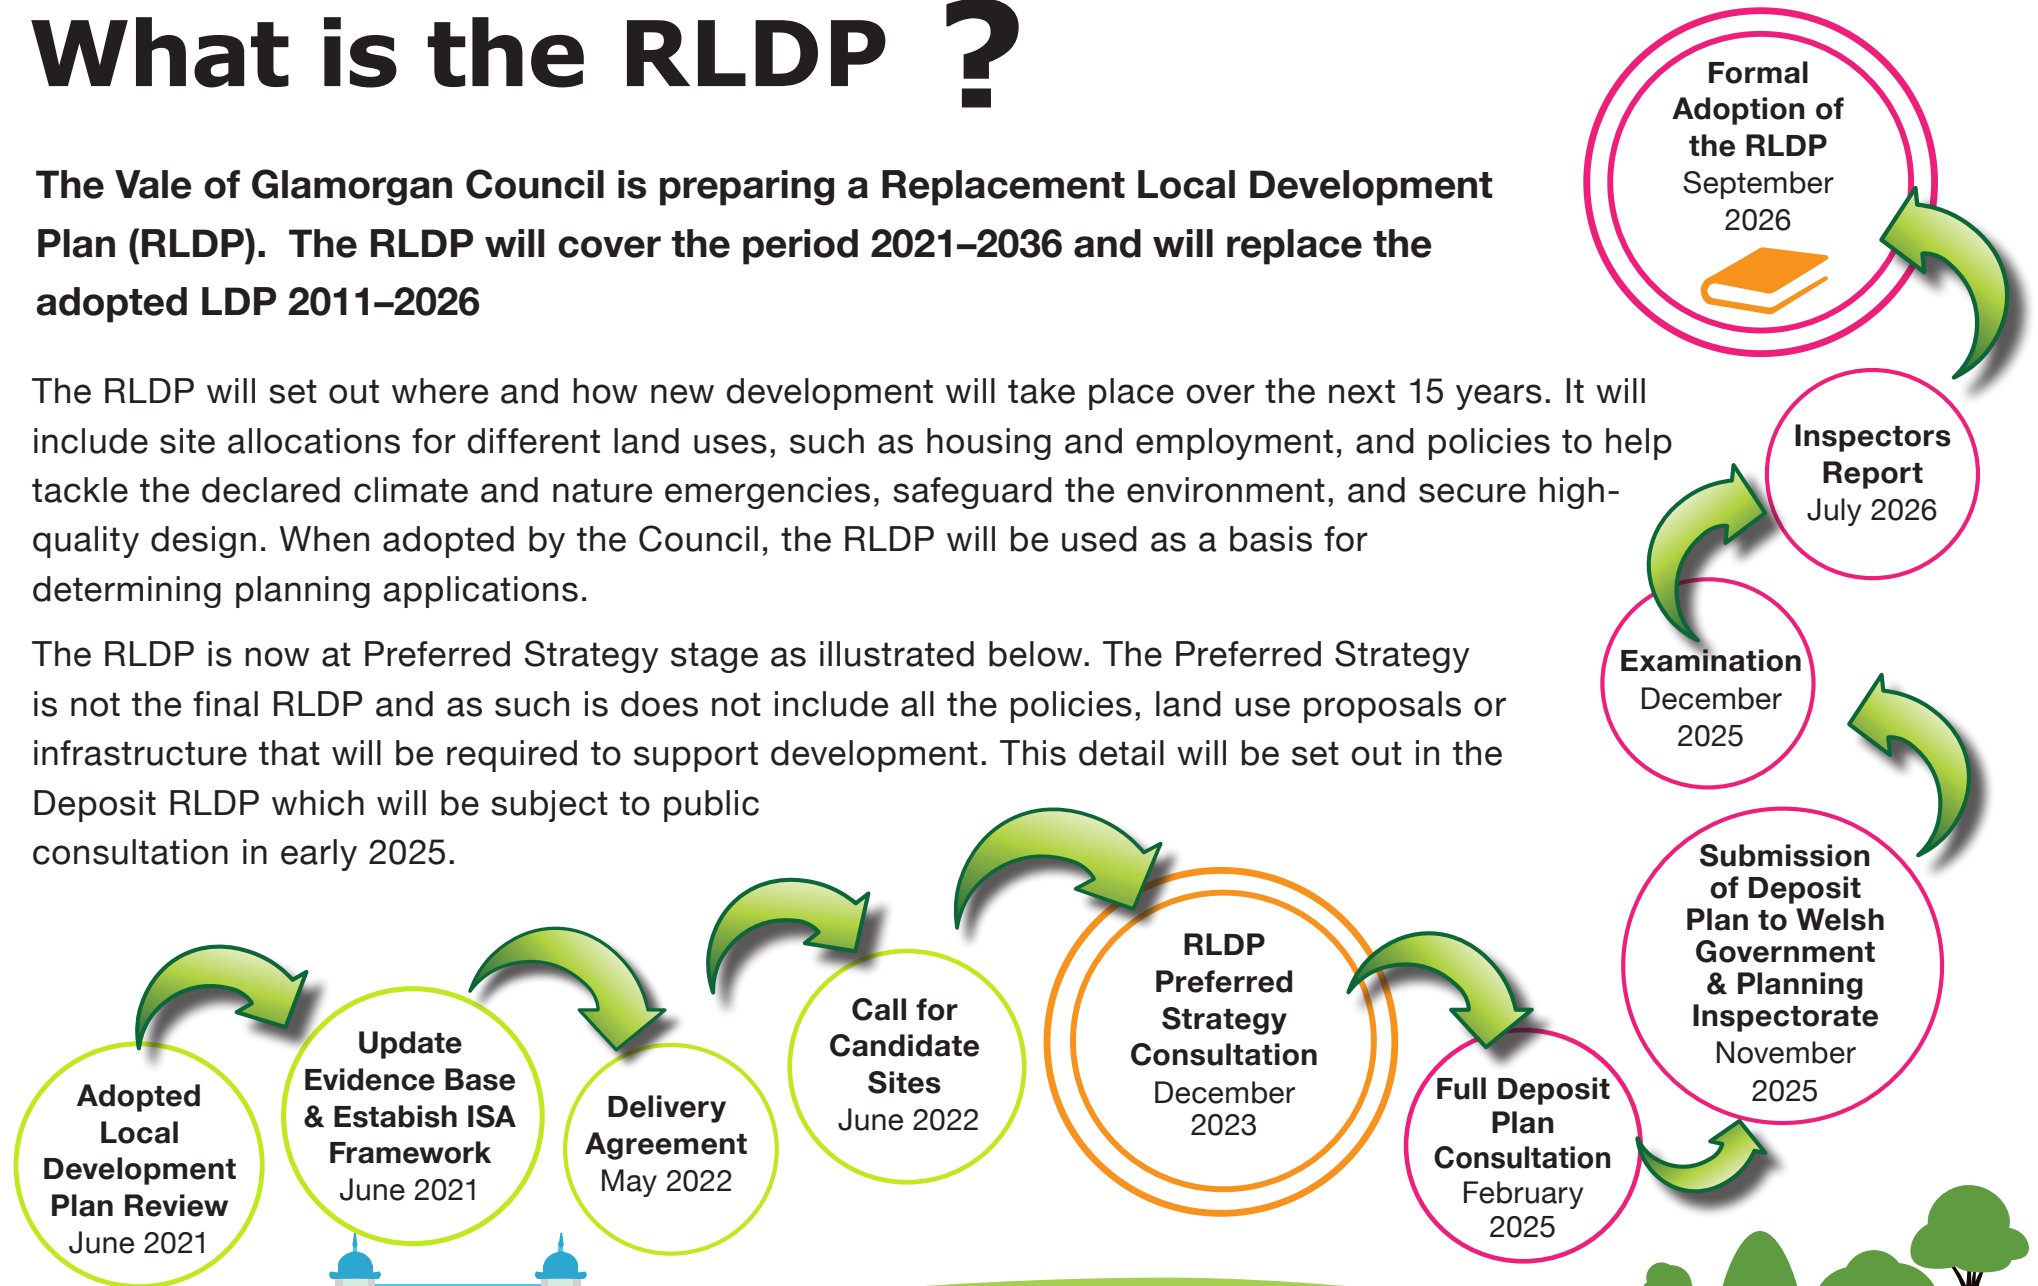 What is the RLDP ?
The Vale of Glamorgan Council is preparing a Replacement Local Development
Plan (RLDP).  The RLDP will cover the period 2021–2036 and will replace the
adopted LDP 2011–2026
The RLDP will set out where and how new development will take place over the next 15 years. It will
include site allocations for different land uses, such as housing and employment, and policies to help
tackle the declared climate and nature emergencies, safeguard the environment, and secure high-
quality design. When adopted by the Council, the RLDP will be used as a basis for
determining planning applications.
The RLDP is now at Preferred Strategy stage as illustrated below. The Preferred Strategy
is not the final RLDP and as such is does not include all the policies, land use proposals or
infrastructure that will be required to support development. This detail will be set out in the
Deposit RLDP which will be subject to public
consultation in early 2025.
Adopted
Local
Development
Plan Review
June 2021
Update
Evidence Base
& Estabish ISA
Framework
June 2021
Delivery
Agreement
May 2022
Call for
Candidate
Sites
June 2022
RLDP
Preferred
Strategy
Consultation
December
2023
Full Deposit
Plan
Consultation
February
2025
Submission
of Deposit
Plan to Welsh
Government
& Planning
Inspectorate
November
2025
Examination
December
2025
Inspectors
Report
July 2026
Formal
Adoption of
the RLDP
September
2026